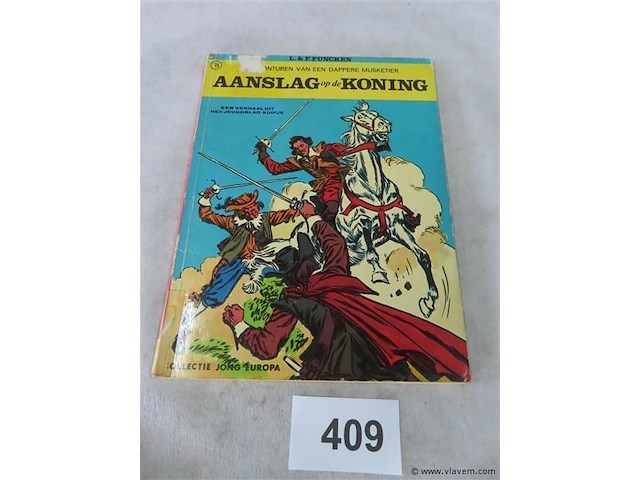 L. & F. FUNCKEN
75
ONTUREN VAN EEN DAPPERE MUSKETIER
AANSLAG op de KONING
EEN VERHAAL UIT
HET JEUGDBLAD KUIFJE
COLLECTIE JONG EUROPA
409
© www.vlavem.com